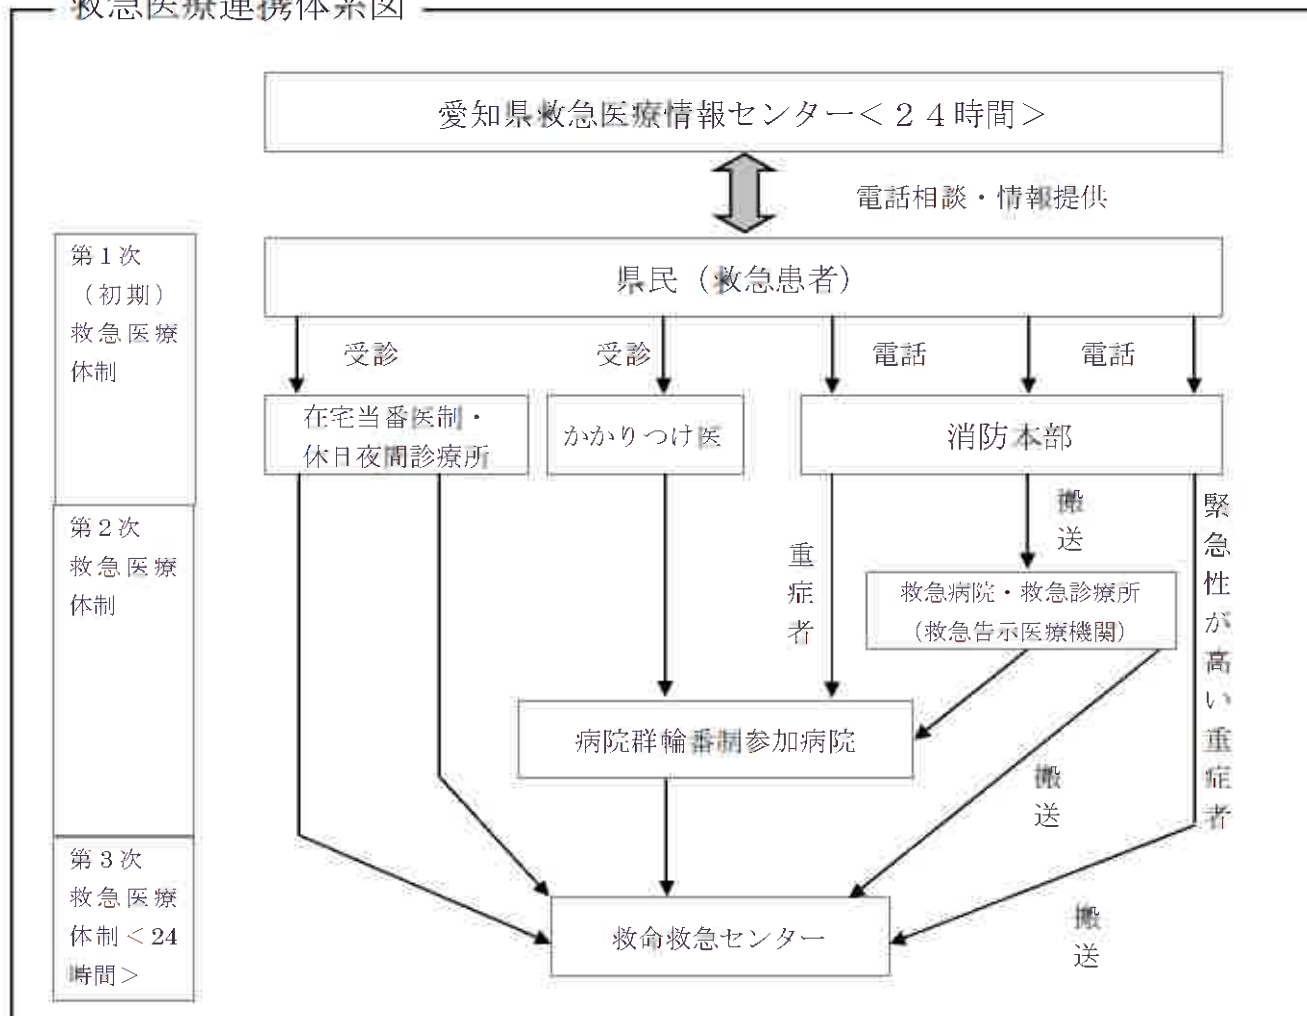 救急医療連携体系図
愛知県救急医療情報センター＜２４時間＞
電話相談・情報提供
第１次
（初期）
救急医療
体制
県民（救急患者）
受診
受診
電話
電話
在宅当番医制・
休日夜間診療所
かかりつけ医
消防本部
第２次
救急医療
体制
重症者
搬送
緊急性が高い重症者
救急病院・救急診療所
（救急告示医療機関）
病院群輪番制参加病院
搬送
第３次
救急医療
体制＜24
時間＞
救命救急センター
搬送